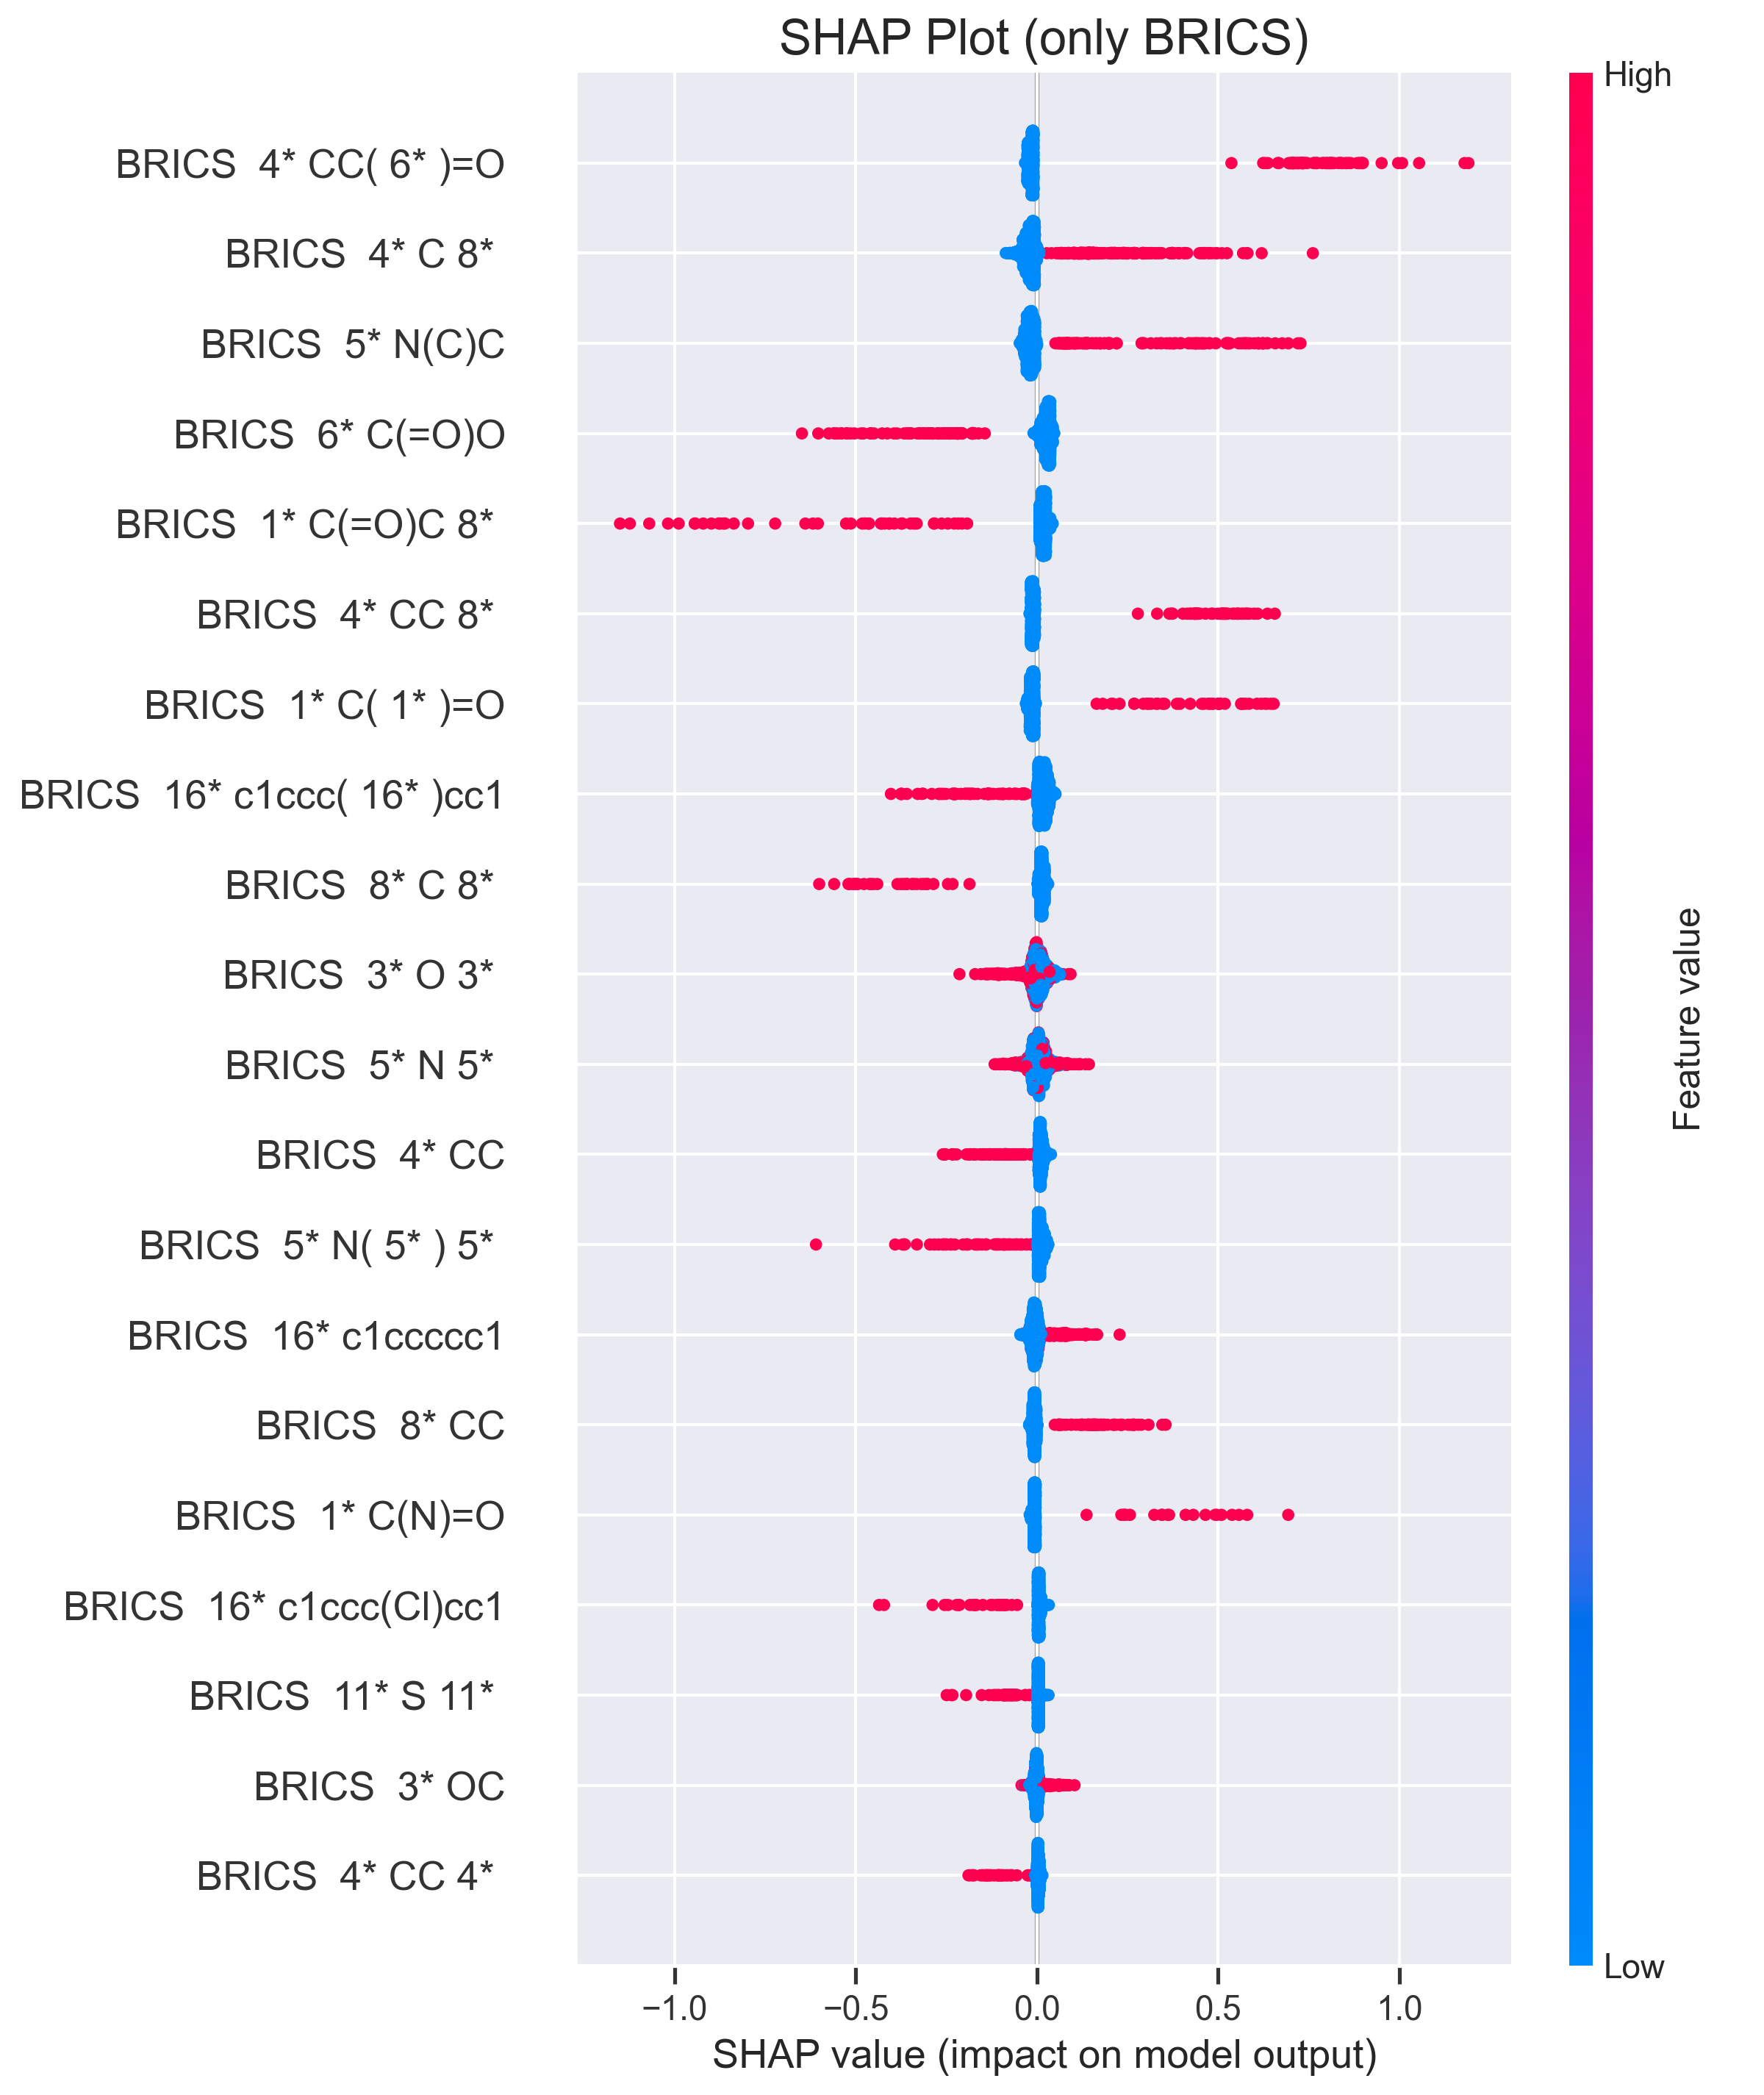 SHAP Plot (only BRICS)
High
BRICS 4* CC( 6* )=O
BRICS 4* C 8*
BRICS 5* N(C)C
BRICS 6* C(=O)O
BRICS 1* C(=O)C 8*
BRICS 4* CC 8*
BRICS 1* C( 1* )=O
BRICS 16* c1ccc( 16* )cc1
BRICS 8* C 8*
BRICS 3* O 3*
BRICS 5* N 5*
BRICS 4* CC
BRICS 5* N( 5* ) 5*
BRICS 16* c1ccccc1
BRICS 8* CC
BRICS 1* C(N)=O
BRICS 16* c1ccc(Cl)cc1
BRICS 11* S 11*
BRICS 3* OC
BRICS 4* CC 4*
Feature value
Low
−1.0 −0.5 0.0 0.5 1.0
SHAP value (impact on model output)